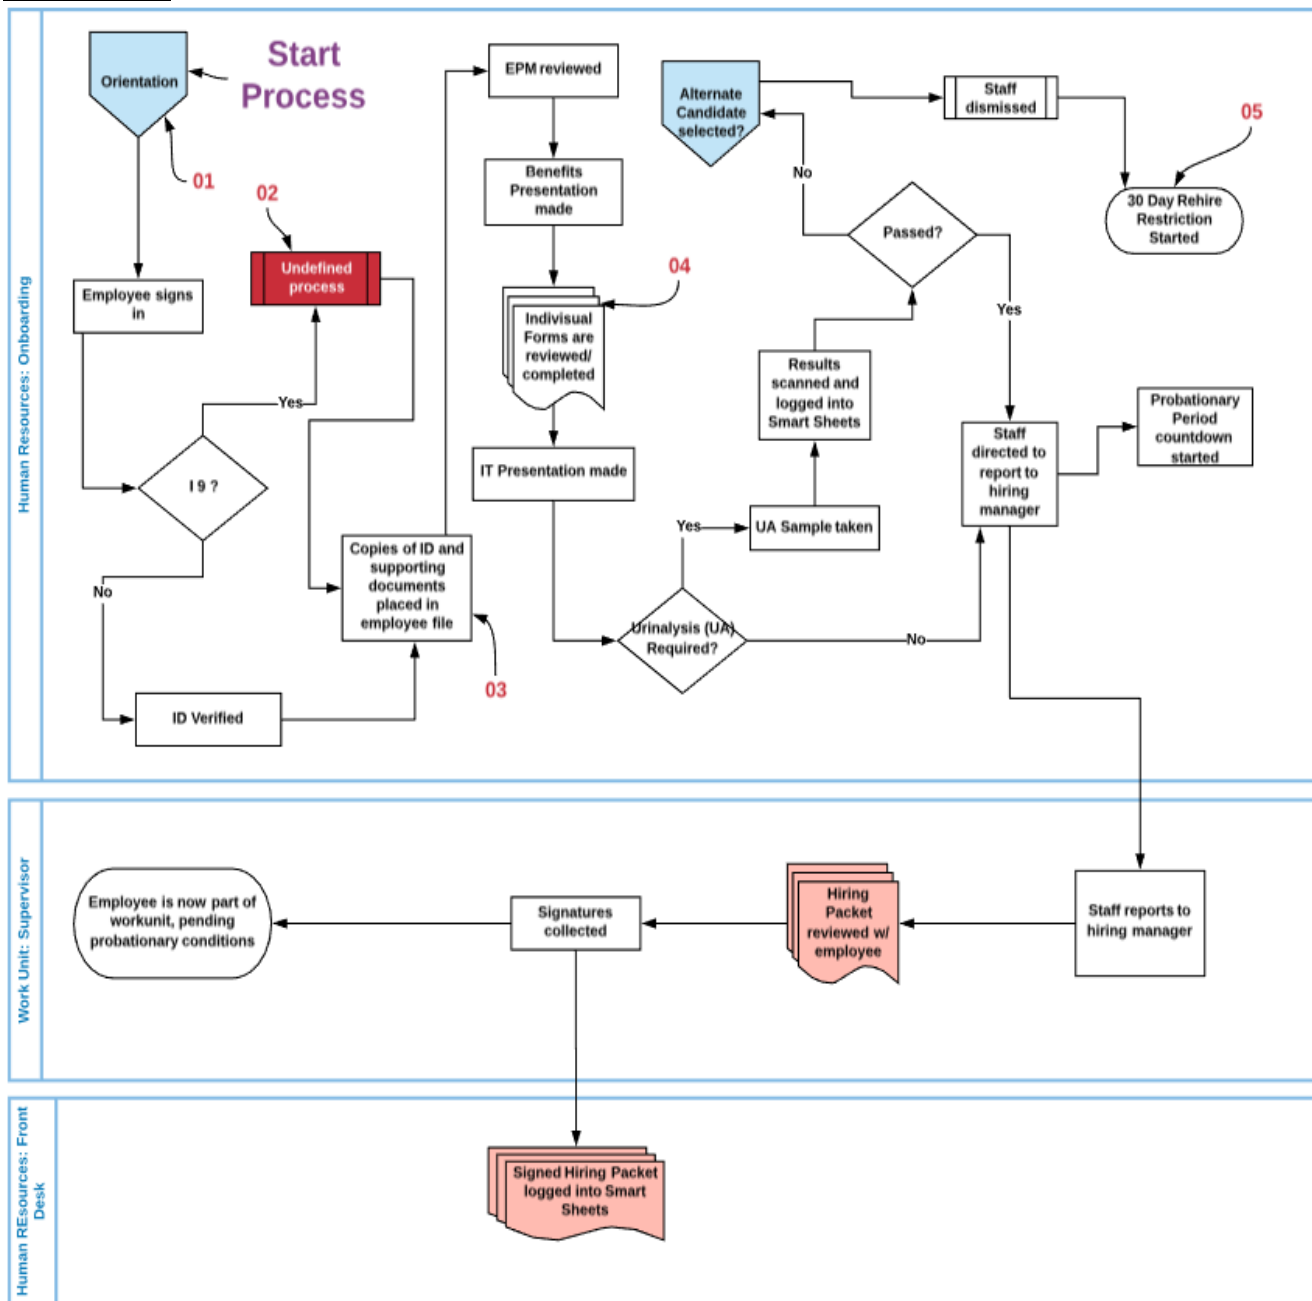 Human Resources: Onboarding
Orientation
Start
Process
01
Employee signs
in
02
Undefined
process
Yes
I 9 ?
No
ID Verified
Copies of ID and
supporting
documents
placed in
employee file
03
EPM reviewed
Benefits
Presentation
made
Indivisual
Forms are
reviewed/
completed
04
IT Presentation made
Urinalysis (UA)
Required?
Yes
UA Sample taken
No
Results
scanned and
logged into
Smart Sheets
Passed?
No
Yes
Alternate
Candidate
selected?
Staff
dismissed
05
30 Day Rehire
Restriction
Started
Staff
directed to
report to
hiring
manager
Probationary
Period
countdown
started
Work Unit: Supervisor
Staff reports to
hiring manager
Hiring
Packet
reviewed w/
employee
Signatures
collected
Employee is now part of
workunit, pending
probationary conditions
Human REsources: Front
Desk
Signed Hiring Packet
logged into Smart
Sheets